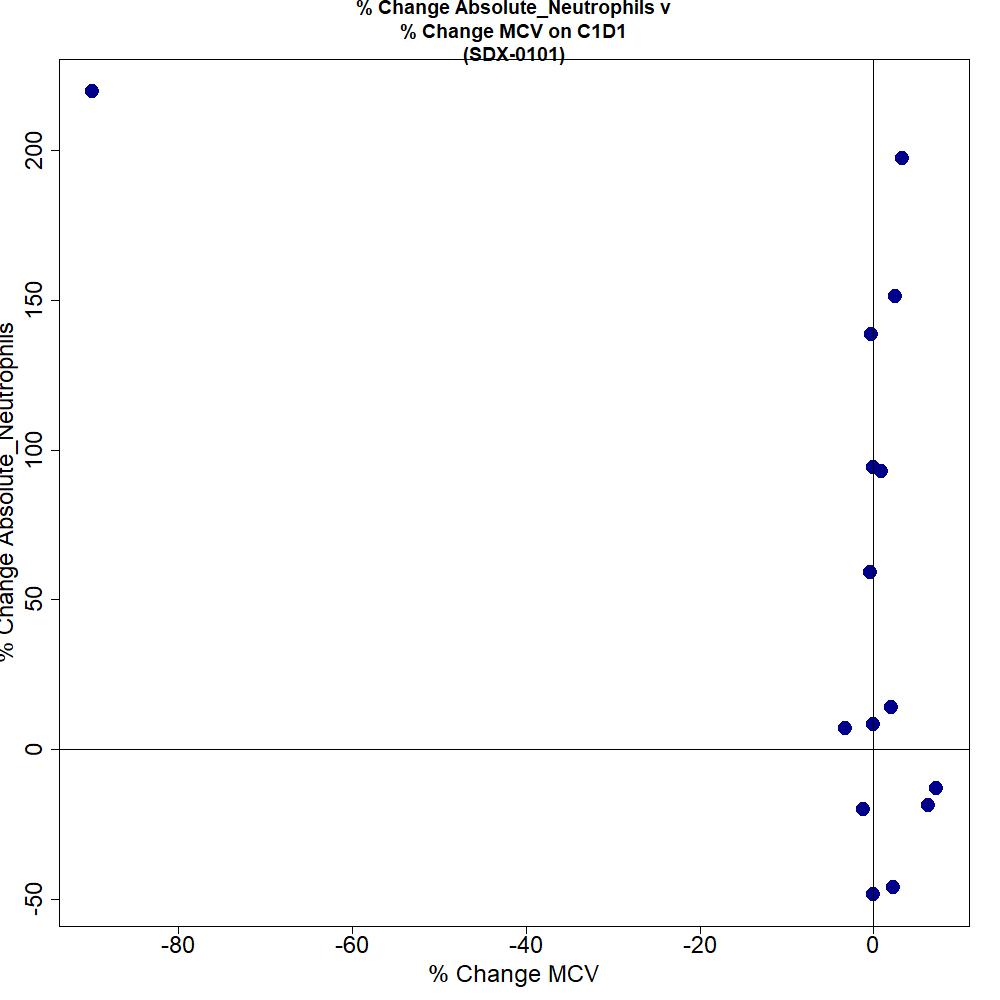 % Change Absolute_Neutrophils v
% Change MCV on C1D1
(SDX-0101)
% Change Absolute_Neutrophils
200
150
100
50
0
-50
-80 -60 -40 -20 0
% Change MCV